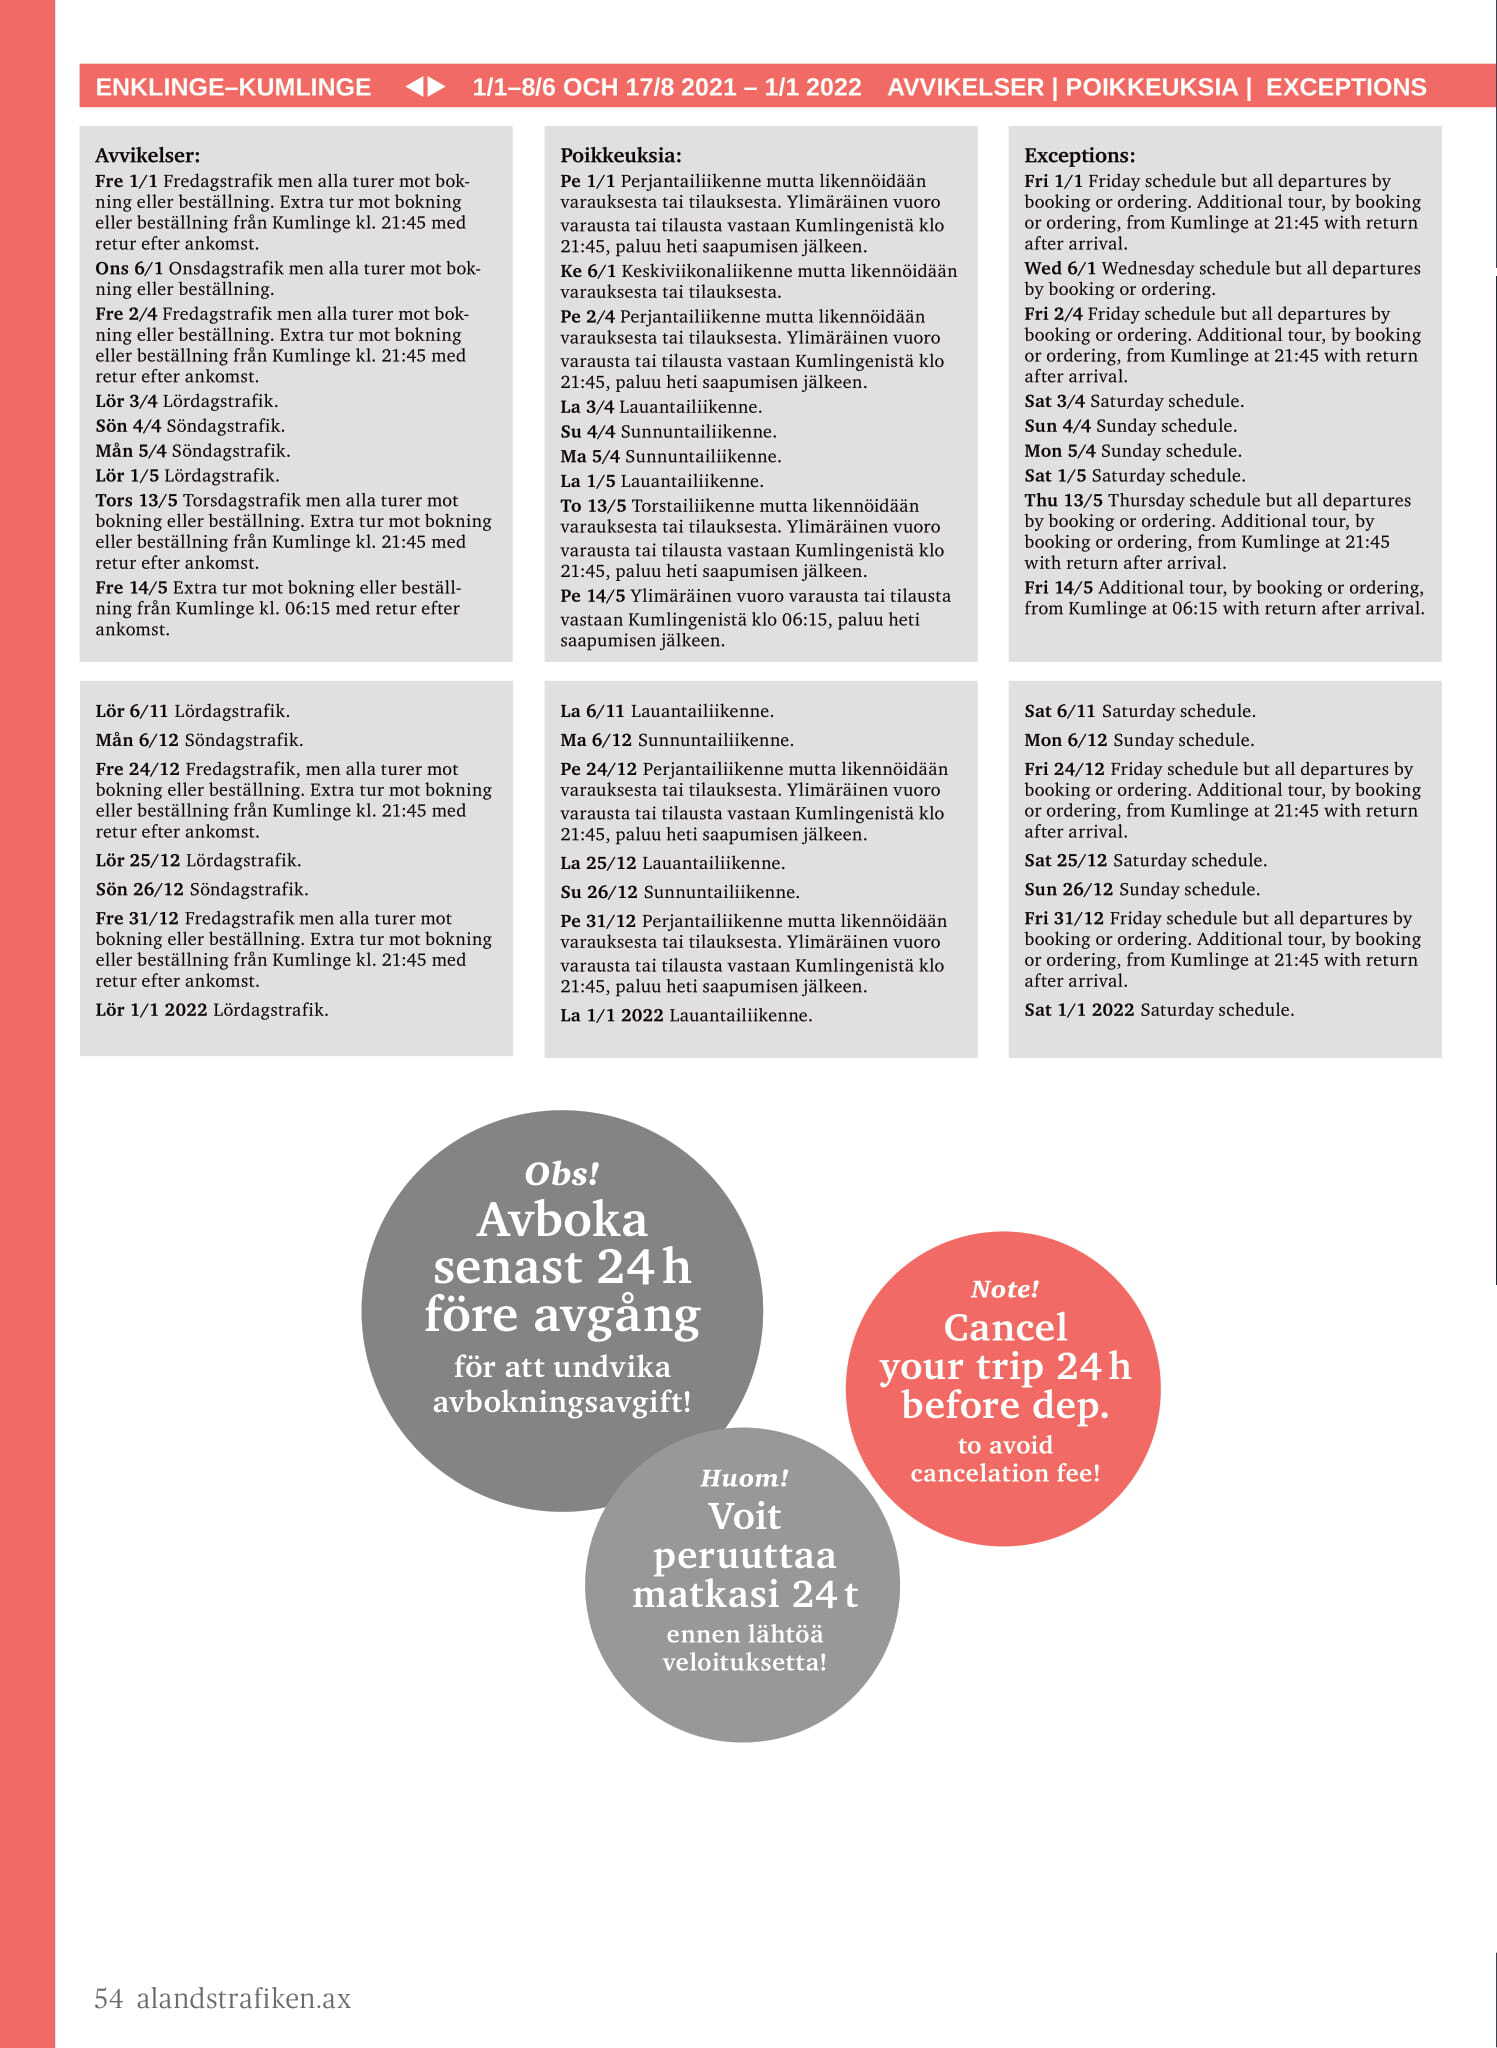 ENKLINGE–KUMLINGE ◀▶ 1/1–8/6 OCH 17/8 2021 – 1/1 2022 AVVIKELSER | POIKKEUKSIA | EXCEPTIONS
Avvikelser:
Fre 1/1 Fredagstrafik men alla turer mot bok-
ning eller beställning. Extra tur mot bokning
eller beställning från Kumlinge kl. 21:45 med
retur efter ankomst.
Ons 6/1 Onsdagstrafik men alla turer mot bok-
ning eller beställning.
Fre 2/4 Fredagstrafik men alla turer mot bok-
ning eller beställning. Extra tur mot bokning
eller beställning från Kumlinge kl. 21:45 med
retur efter ankomst.
Lör 3/4 Lördagstrafik.
Sön 4/4 Söndagstrafik.
Mån 5/4 Söndagstrafik.
Lör 1/5 Lördagstrafik.
Tors 13/5 Torsdagstrafik men alla turer mot
bokning eller beställning. Extra tur mot bokning
eller beställning från Kumlinge kl. 21:45 med
retur efter ankomst.
Fre 14/5 Extra tur mot bokning eller beställ-
ning från Kumlinge kl. 06:15 med retur efter
ankomst.
Poikkeuksia:
Pe 1/1 Perjantailiikenne mutta likennöidään
varauksesta tai tilauksesta. Ylimäräinen vuoro
varausta tai tilausta vastaan Kumlingenistä klo
21:45, paluu heti saapumisen jälkeen.
Ke 6/1 Keskiviikonaliikenne mutta likennöidään
varauksesta tai tilauksesta.
Pe 2/4 Perjantailiikenne mutta likennöidään
varauksesta tai tilauksesta. Ylimäräinen vuoro
varausta tai tilausta vastaan Kumlingenistä klo
21:45, paluu heti saapumisen jälkeen.
La 3/4 Lauantailiikenne.
Su 4/4 Sunnuntailiikenne.
Ma 5/4 Sunnuntailiikenne.
La 1/5 Lauantailiikenne.
To 13/5 Torstailiikenne mutta likennöidään
varauksesta tai tilauksesta. Ylimäräinen vuoro
varausta tai tilausta vastaan Kumlingenistä klo
21:45, paluu heti saapumisen jälkeen.
Pe 14/5 Ylimäräinen vuoro varausta tai tilausta
vastaan Kumlingenistä klo 06:15, paluu heti
saapumisen jälkeen.
Exceptions:
Fri 1/1 Friday schedule but all departures by
booking or ordering. Additional tour, by booking
or ordering, from Kumlinge at 21:45 with return
after arrival.
Wed 6/1 Wednesday schedule but all departures
by booking or ordering.
Fri 2/4 Friday schedule but all departures by
booking or ordering. Additional tour, by booking
or ordering, from Kumlinge at 21:45 with return
after arrival.
Sat 3/4 Saturday schedule.
Sun 4/4 Sunday schedule.
Mon 5/4 Sunday schedule.
Sat 1/5 Saturday schedule.
Thu 13/5 Thursday schedule but all departures
by booking or ordering. Additional tour, by
booking or ordering, from Kumlinge at 21:45
with return after arrival.
Fri 14/5 Additional tour, by booking or ordering,
from Kumlinge at 06:15 with return after arrival.
Lör 6/11 Lördagstrafik.
Mån 6/12 Söndagstrafik.
Fre 24/12 Fredagstrafik, men alla turer mot
bokning eller beställning. Extra tur mot bokning
eller beställning från Kumlinge kl. 21:45 med
retur efter ankomst.
Lör 25/12 Lördagstrafik.
Sön 26/12 Söndagstrafik.
Fre 31/12 Fredagstrafik men alla turer mot
bokning eller beställning. Extra tur mot bokning
eller beställning från Kumlinge kl. 21:45 med
retur efter ankomst.
Lör 1/1 2022 Lördagstrafik.
La 6/11 Lauantailiikenne.
Ma 6/12 Sunnuntailiikenne.
Pe 24/12 Perjantailiikenne mutta likennöidään
varauksesta tai tilauksesta. Ylimäräinen vuoro
varausta tai tilausta vastaan Kumlingenistä klo
21:45, paluu heti saapumisen jälkeen.
La 25/12 Lauantailiikenne.
Su 26/12 Sunnuntailiikenne.
Pe 31/12 Perjantailiikenne mutta likennöidään
varauksesta tai tilauksesta. Ylimäräinen vuoro
varausta tai tilausta vastaan Kumlingenistä klo
21:45, paluu heti saapumisen jälkeen.
La 1/1 2022 Lauantailiikenne.
Sat 6/11 Saturday schedule.
Mon 6/12 Sunday schedule.
Fri 24/12 Friday schedule but all departures by
booking or ordering. Additional tour, by booking
or ordering, from Kumlinge at 21:45 with return
after arrival.
Sat 25/12 Saturday schedule.
Sun 26/12 Sunday schedule.
Fri 31/12 Friday schedule but all departures by
booking or ordering. Additional tour, by booking
or ordering, from Kumlinge at 21:45 with return
after arrival.
Sat 1/1 2022 Saturday schedule.
Obs!
Avboka
senast 24 h
före avgång
för att undvika
avbokningsavgift!
Note!
Cancel
your trip 24 h
before dep.
to avoid
cancelation fee!
Huom!
Voit
peruuttaa
matkasi 24 t
ennen lähtöä
veloituksetta!
54 alandstrafiken.ax